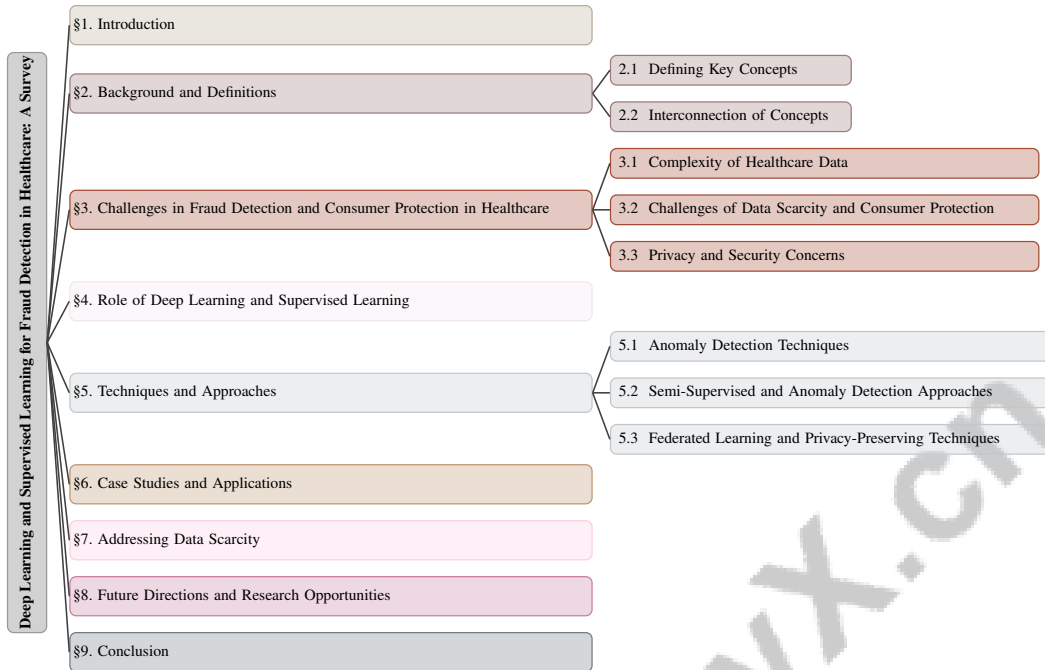 Deep Learning and Supervised Learning for Fraud Detection in Healthcare: A Survey
§1. Introduction
§2. Background and Definitions
2.1 Defining Key Concepts
2.2 Interconnection of Concepts
§3. Challenges in Fraud Detection and Consumer Protection in Healthcare
3.1 Complexity of Healthcare Data
3.2 Challenges of Data Scarcity and Consumer Protection
3.3 Privacy and Security Concerns
§4. Role of Deep Learning and Supervised Learning
§5. Techniques and Approaches
5.1 Anomaly Detection Techniques
5.2 Semi-Supervised and Anomaly Detection Approaches
5.3 Federated Learning and Privacy-Preserving Techniques
§6. Case Studies and Applications
§7. Addressing Data Scarcity
§8. Future Directions and Research Opportunities
§9. Conclusion